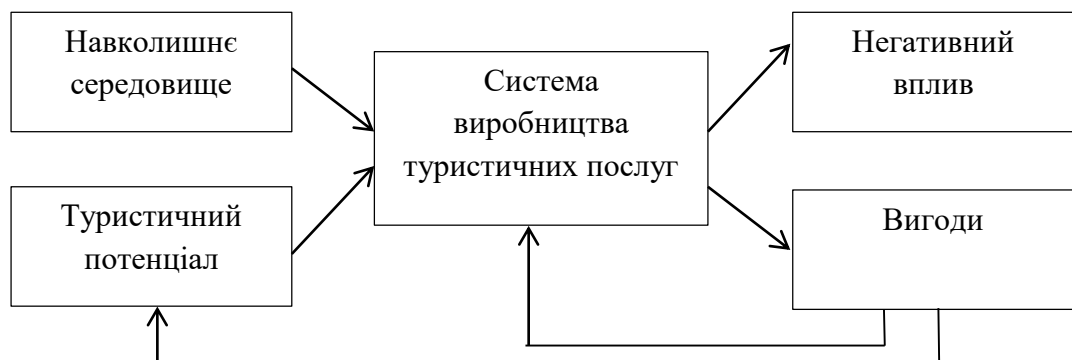 Навколишнє
середовище
Система
виробництва
туристичних послуг
Негативний
вплив
Туристичний
потенціал
Вигоди